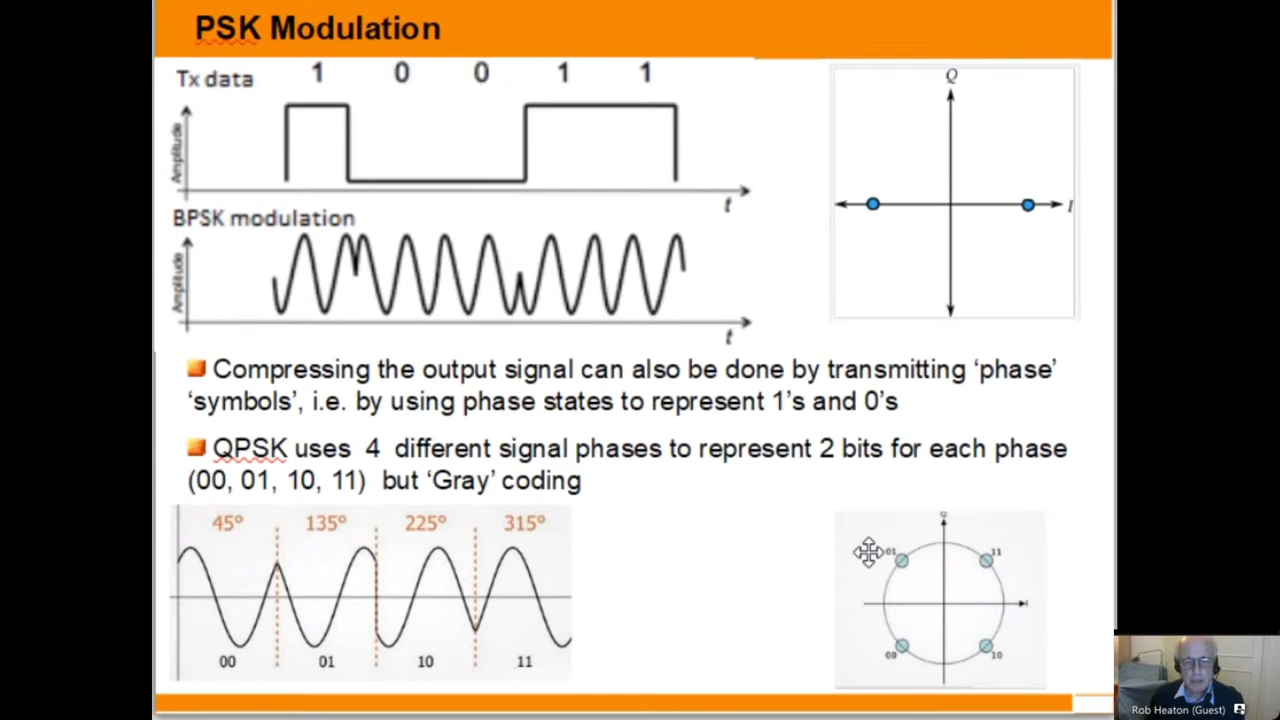 PSK Modulation
Tx data 1 0 0 1 1
Amplitude
t
BPSK modulation
Amplitude
t
Q
I
Compressing the output signal can also be done by transmitting ‘phase’
‘symbols’, i.e. by using phase states to represent 1’s and 0’s
QPSK uses 4 different signal phases to represent 2 bits for each phase
(00, 01, 10, 11) but ‘Gray’ coding
45° 135° 225° 315°
00 01 10 11
Q
01 11
I
00 10
Rob Heaton (Guest)